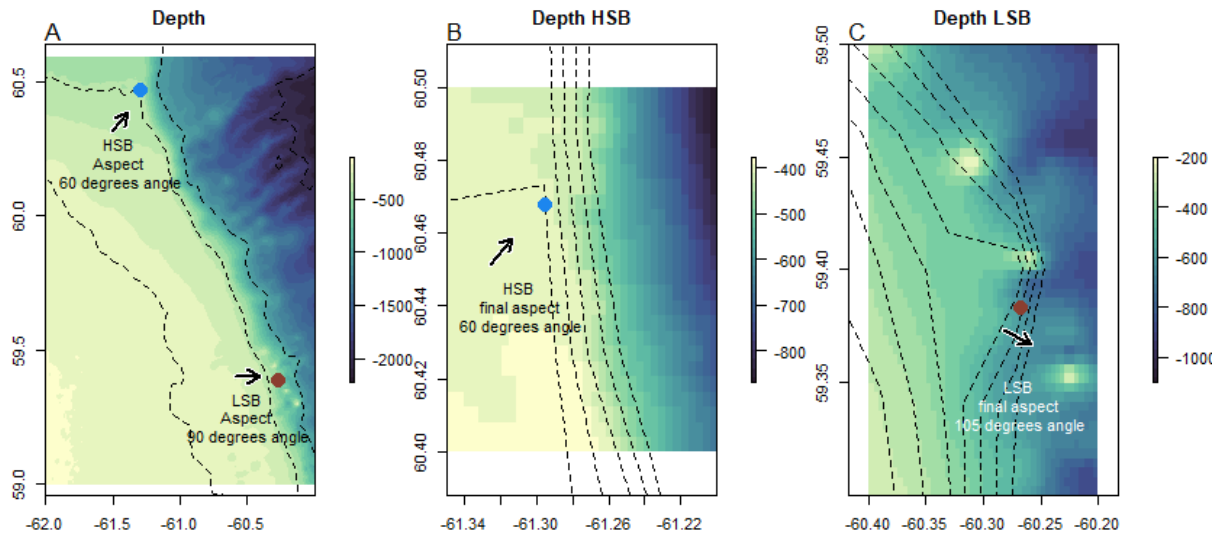 A
Depth
60.5
60.0
59.5
59.0
-62.0
-61.5
-61.0
-60.5
HSB
Aspect
60 degrees angle
LSB
Aspect
90 degrees angle
-500
-1000
-1500
-2000
B
Depth HSB
60.50
60.48
60.46
60.44
60.42
60.40
-61.34
-61.30
-61.26
-61.22
HSB
final aspect
60 degrees angle
-400
-500
-600
-700
-800
C
Depth LSB
59.50
59.45
59.40
59.35
-60.40
-60.35
-60.30
-60.25
-60.20
LSB
final aspect
105 degrees angle
-200
-400
-600
-800
-1000